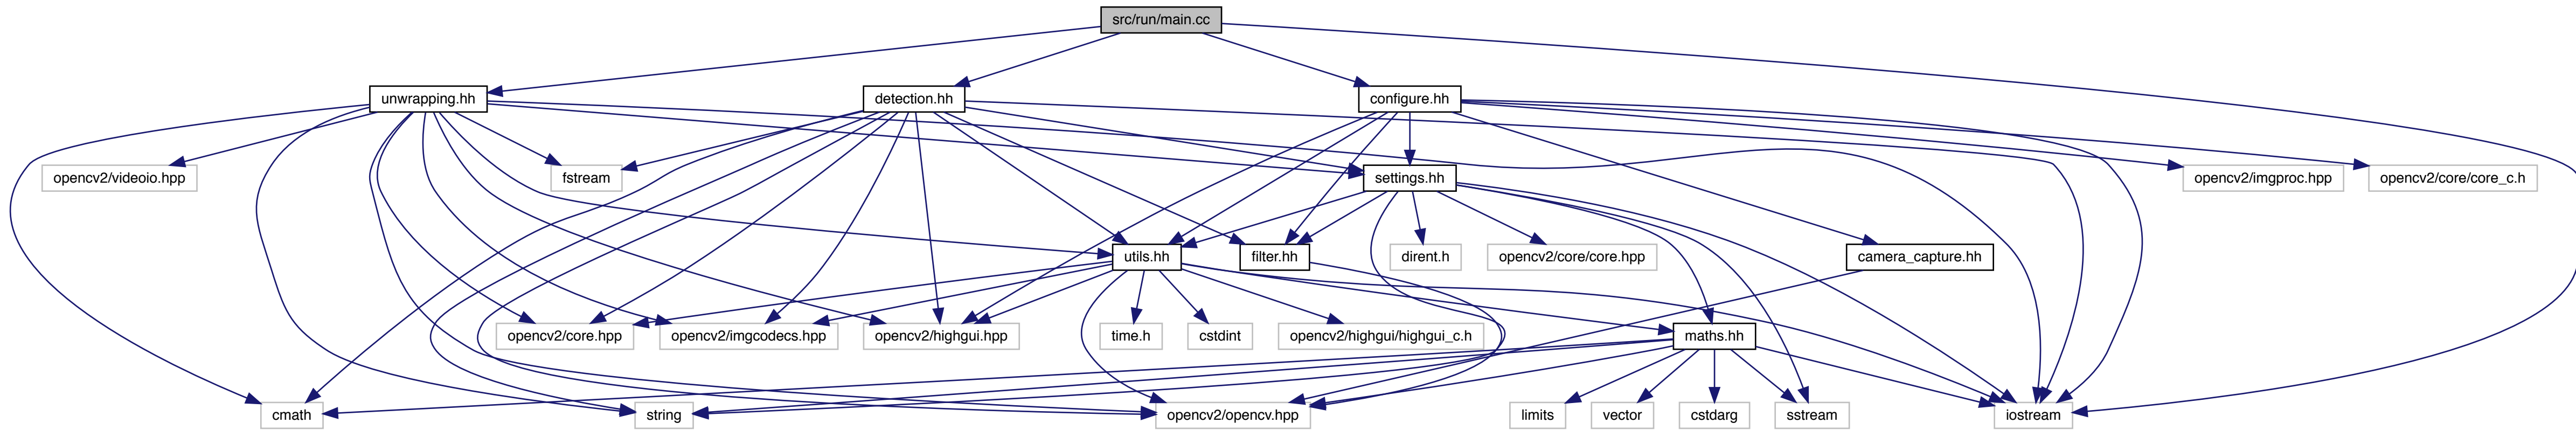 src/run/main.cc
unwrapping.hh
detection.hh
configure.hh
opencv2/videoio.hpp
fstream
settings.hh
opencv2/imgproc.hpp
opencv2/core/core_c.h
utils.hh
filter.hh
dirent.h
opencv2/core/core.hpp
camera_capture.hh
opencv2/core.hpp
opencv2/imgcodecs.hpp
opencv2/highgui.hpp
time.h
cstdint
opencv2/highgui/highgui_c.h
maths.hh
cmath
string
opencv2/opencv.hpp
limits
vector
cstdarg
sstream
iostream